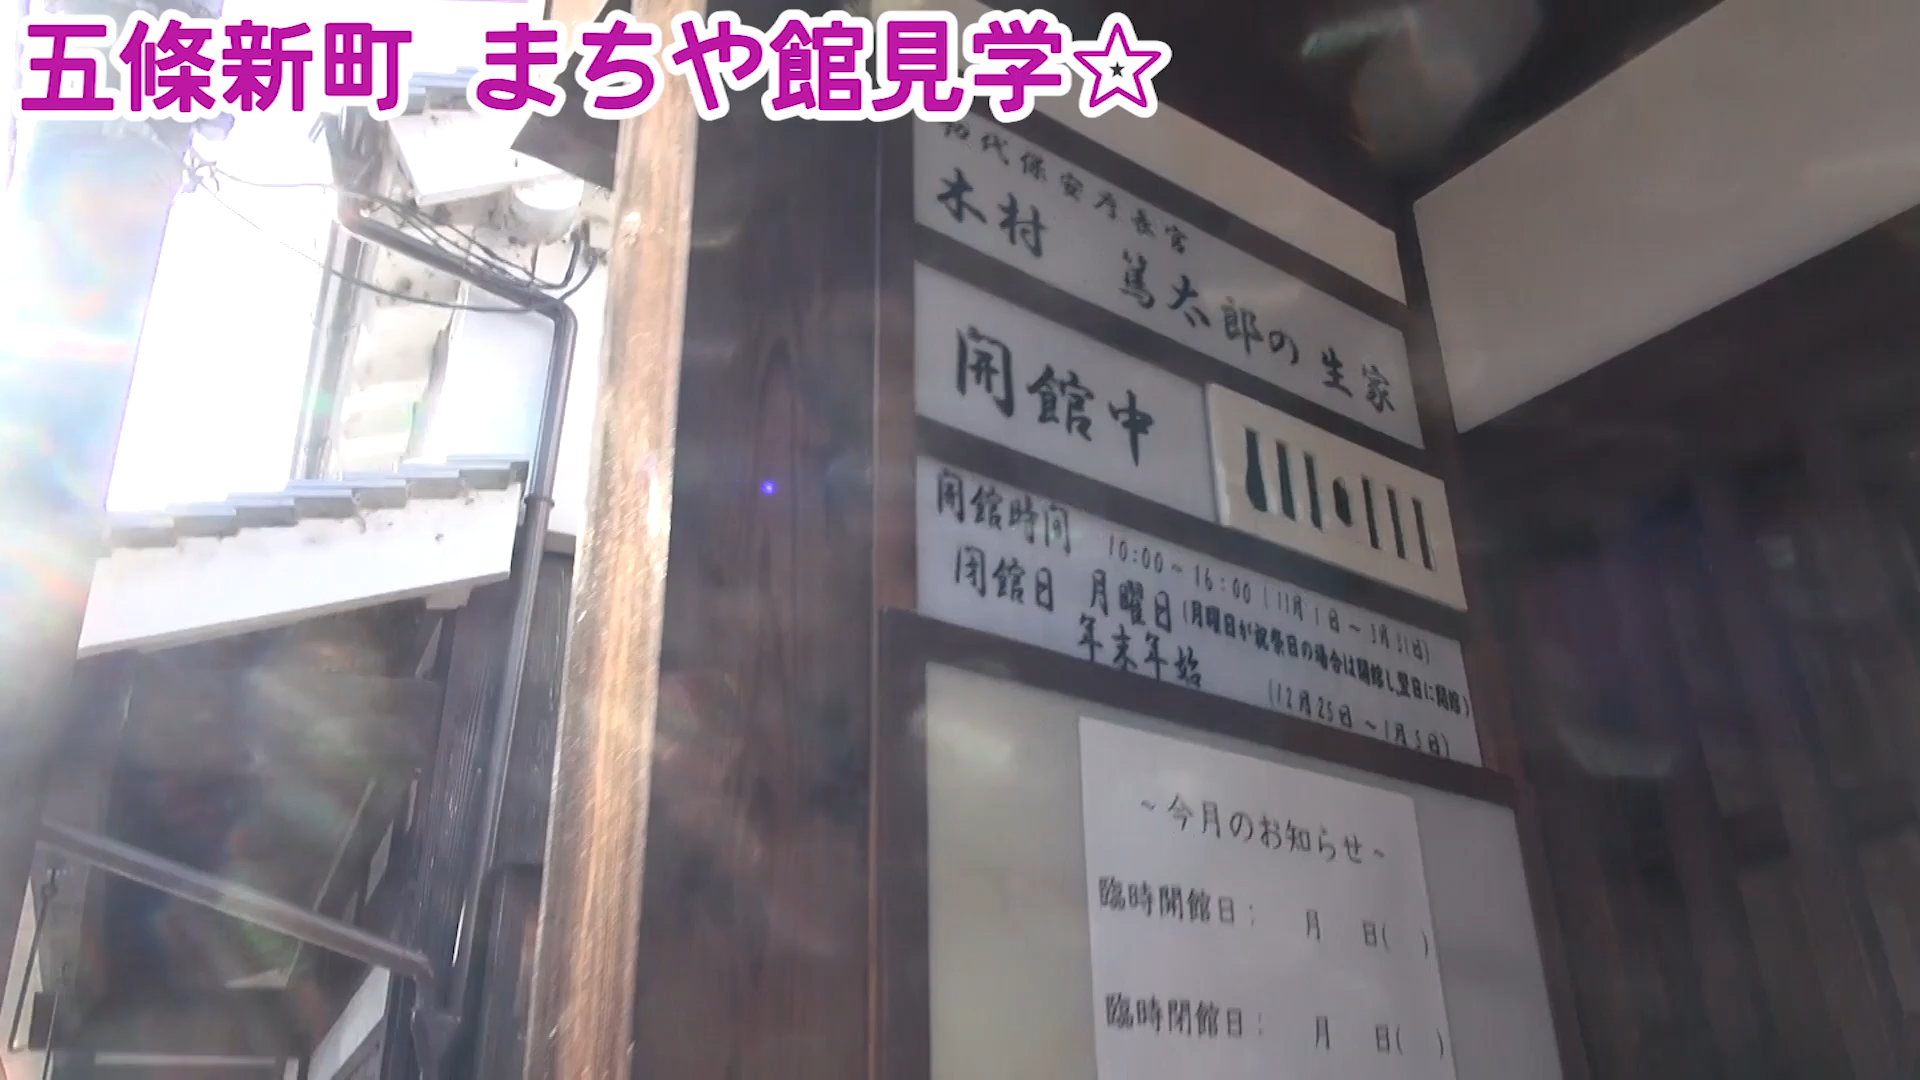 五條新町 まちや館見学☆
初代保安庁長官
木村 篤太郎の生家
開館中
開館時間 10:00~16:00 (11月1日~3月31日)
閉館日 月曜日(月曜日が祝祭日の場合は開館し翌日に閉館)
年末年始 (12月25日~1月5日)
~今月のお知らせ~
臨時開館日: 月 日( )
臨時閉館日: 月 日( )